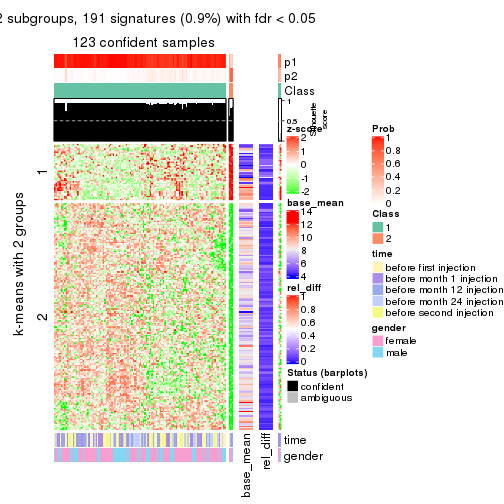 2 subgroups, 191 signatures (0.9%) with fdr < 0.05
123 confident samples
p1
p2
Class
1
0.5
Silhouette
score
k-means with 2 groups
1
2
time
gender
base_mean
rel_diff
z-score
2
1
0
-1
-2
base_mean
14
12
10
8
6
4
rel_diff
1
0.8
0.6
0.4
0.2
0
Status (barplots)
confident
ambiguous
Prob
1
0.8
0.6
0.4
0.2
0
Class
1
2
time
before first injection
before month 1 injection
before month 12 injection
before month 24 injection
before second injection
gender
female
male